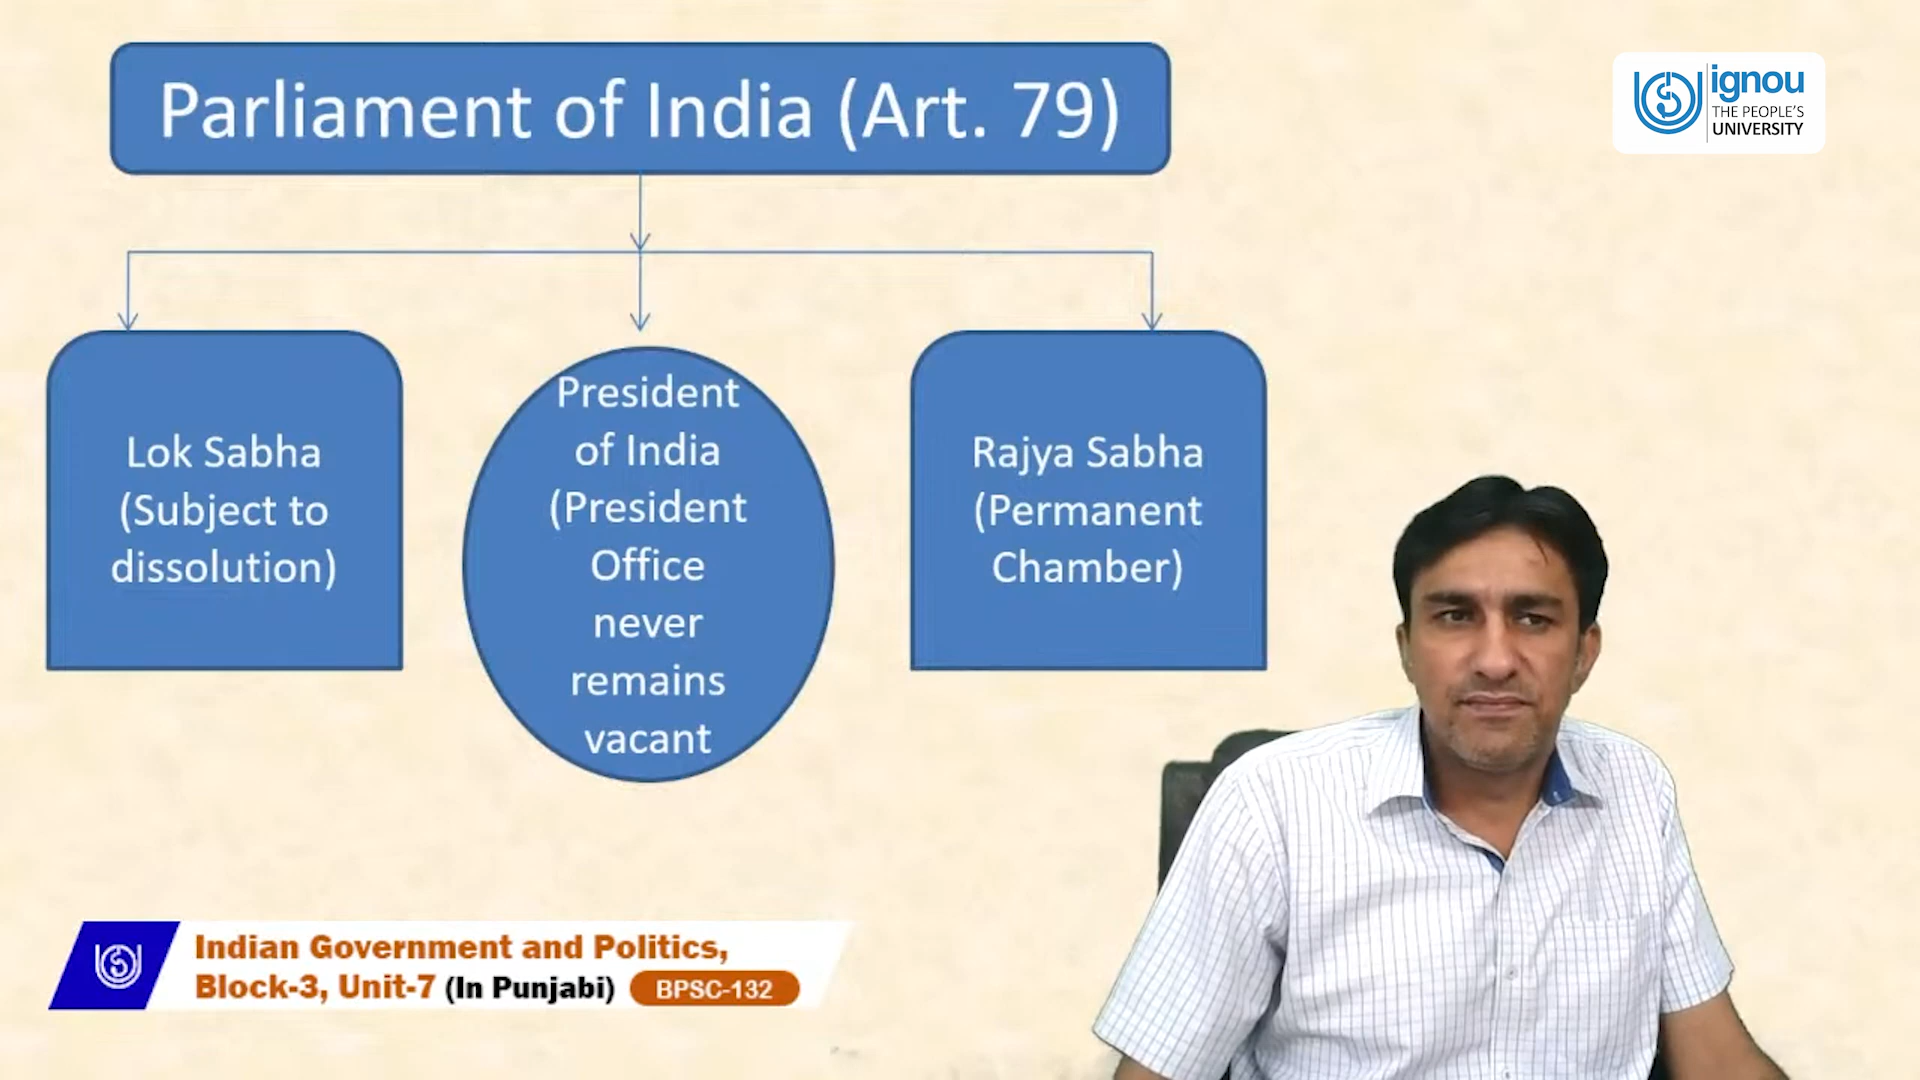 Parliament of India (Art. 79)
ignou
THE PEOPLE'S
UNIVERSITY
Lok Sabha
(Subject to
dissolution)
President
of India
(President
Office
never
remains
vacant
Rajya Sabha
(Permanent
Chamber)
Indian Government and Politics,
Block-3, Unit-7 (In Punjabi) BPSC-132